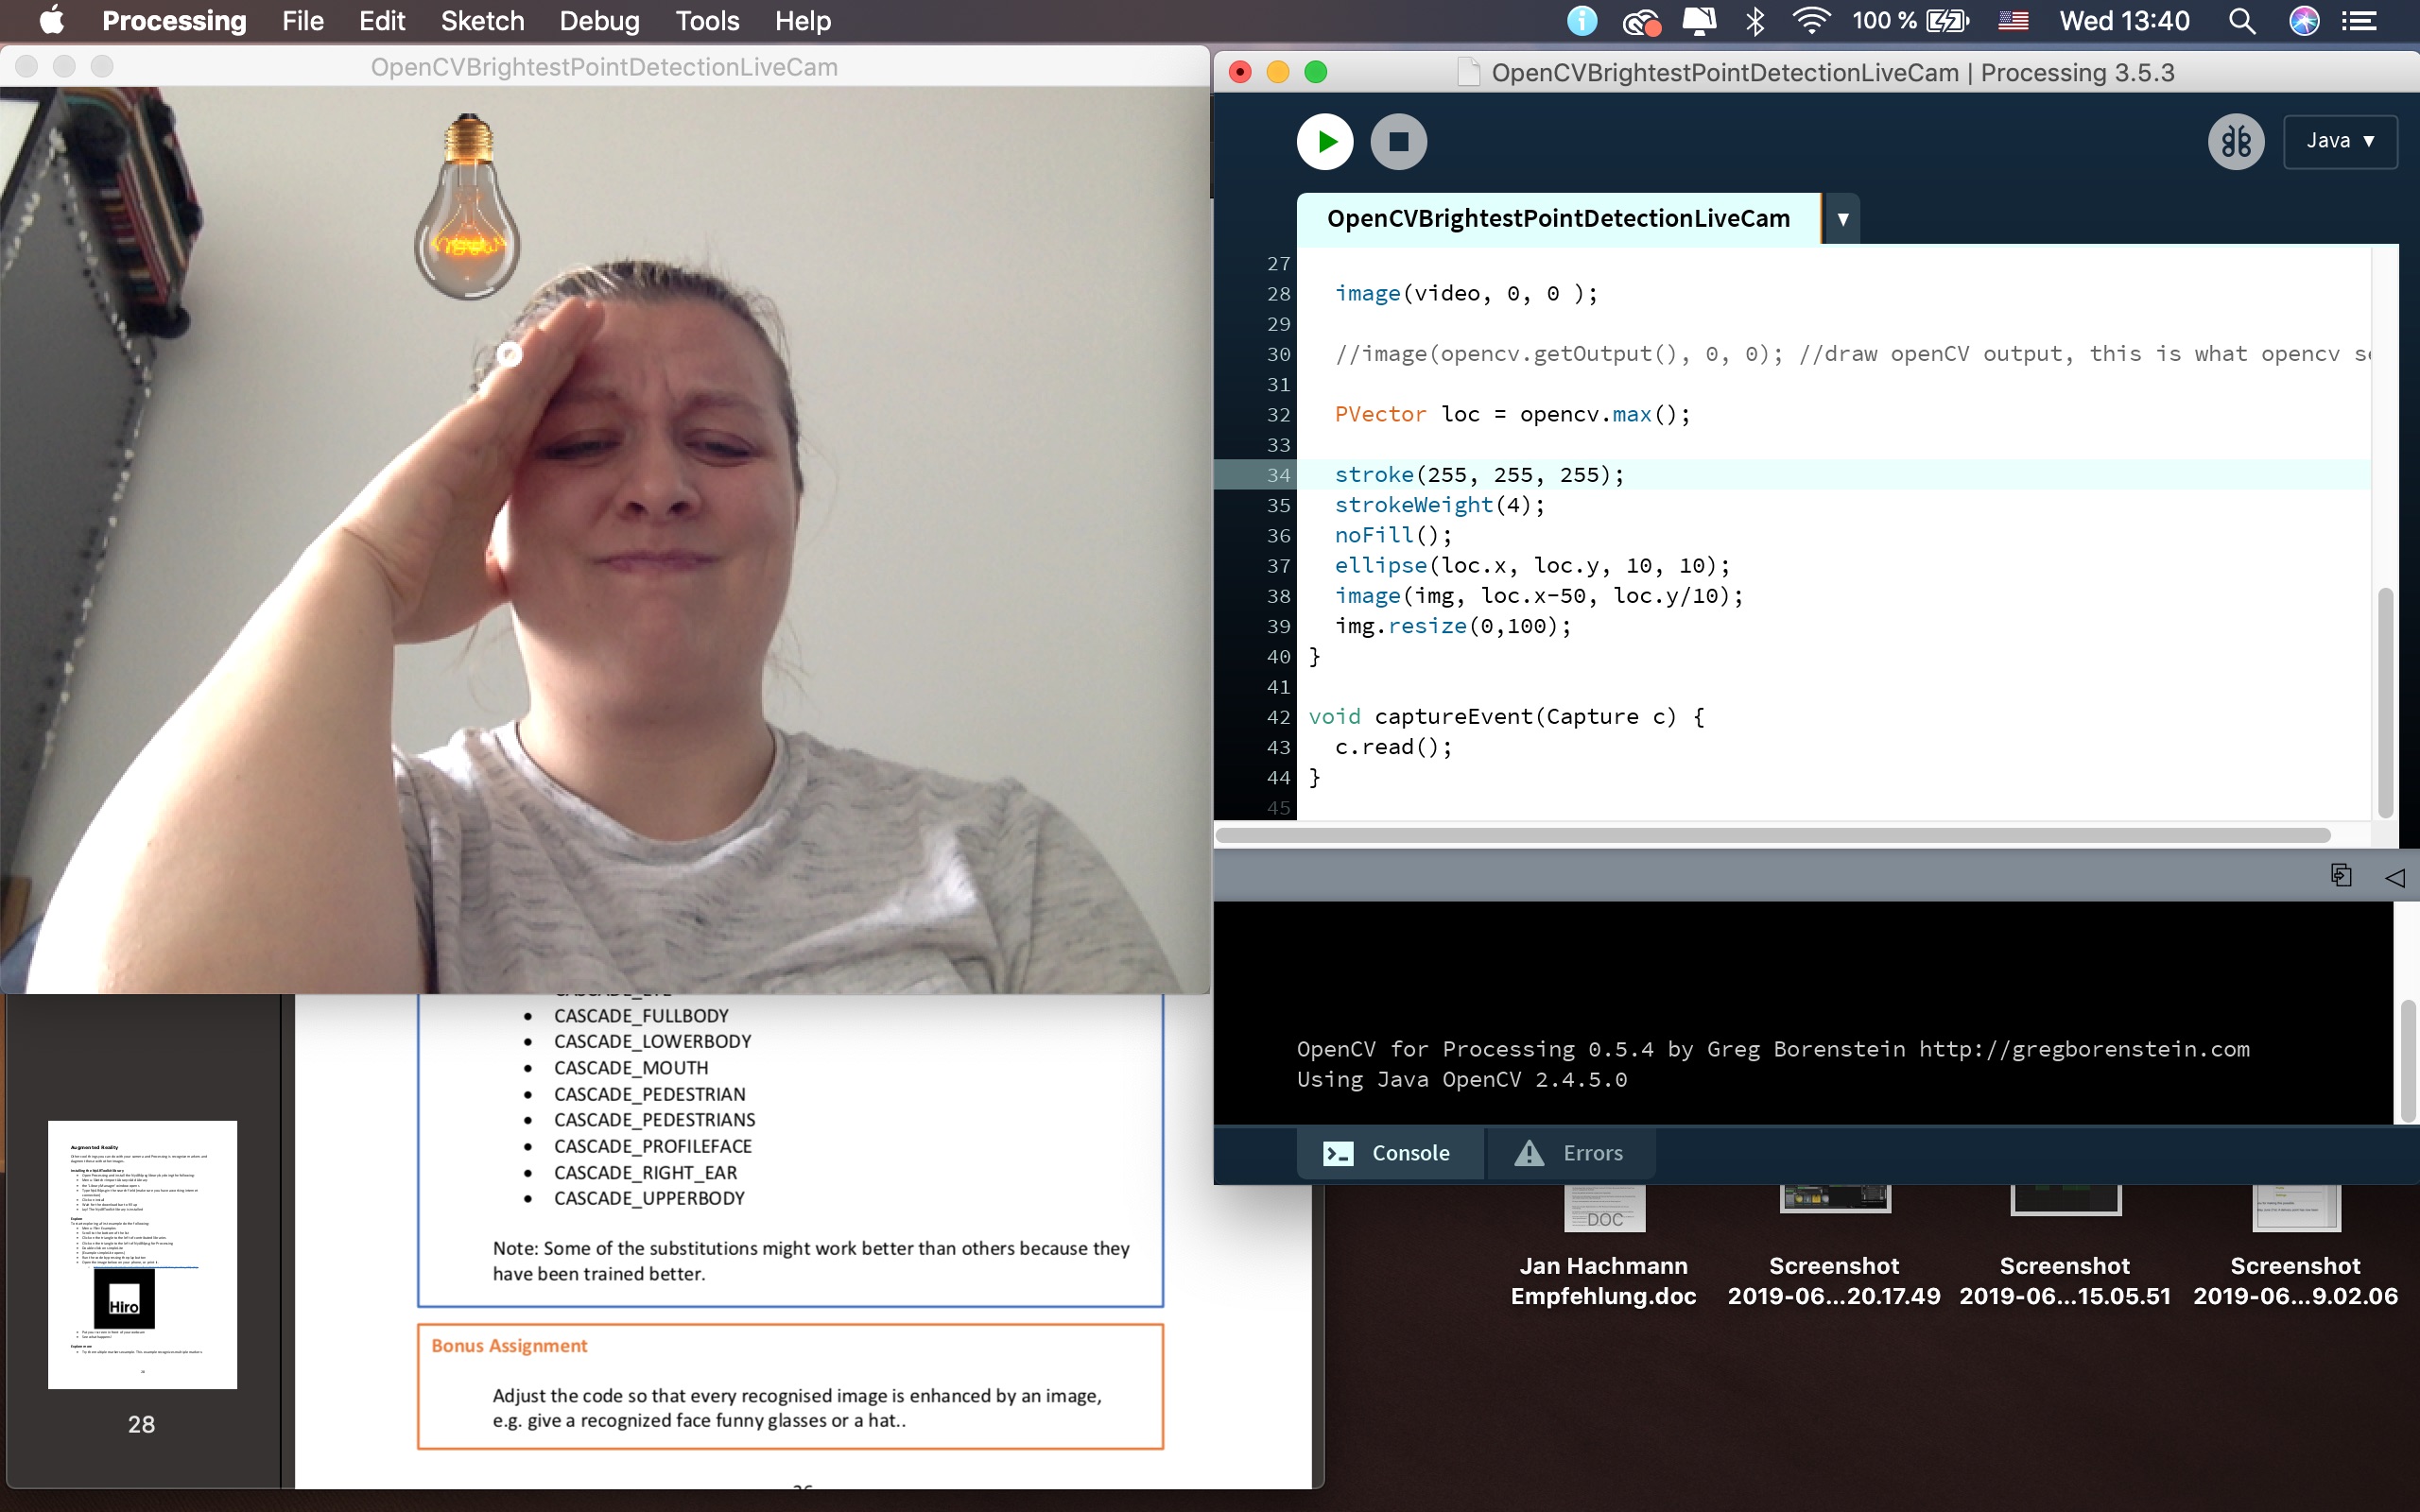 Processing File Edit Sketch Debug Tools Help 100 % Wed 13:40
OpenCVBrightestPointDetectionLiveCam
OpenCVBrightestPointDetectionLiveCam | Processing 3.5.3
Java ▼
OpenCVBrightestPointDetectionLiveCam ▼
27
28 image(video, 0, 0 );
29
30 //image(opencv.getOutput(), 0, 0); //draw openCV output, this is what opencv
31
32 PVector loc = opencv.max();
33
34 stroke(255, 255, 255);
35 strokeWeight(4);
36 noFill();
37 ellipse(loc.x, loc.y, 10, 10);
38 image(img, loc.x-50, loc.y/10);
39 img.resize(0,100);
40 }
41
42 void captureEvent(Capture c) {
43 c.read();
44 }
45
OpenCV for Processing 0.5.4 by Greg Borenstein http://gregborenstein.com
Using Java OpenCV 2.4.5.0
Console Errors
• CASCADE_FULLBODY
• CASCADE_LOWERBODY
• CASCADE_MOUTH
• CASCADE_PEDESTRIAN
• CASCADE_PEDESTRIANS
• CASCADE_PROFILEFACE
• CASCADE_RIGHT_EAR
• CASCADE_UPPERBODY
Note: Some of the substitutions might work better than others because they
have been trained better.
Bonus Assignment
Adjust the code so that every recognised image is enhanced by an image,
e.g. give a recognized face funny glasses or a hat..
Augmented Reality
Hiro
28
DOC
Jan Hachmann
Empfehlung.doc
Screenshot
2019-06...20.17.49
Screenshot
2019-06...15.05.51
Screenshot
2019-06...9.02.06